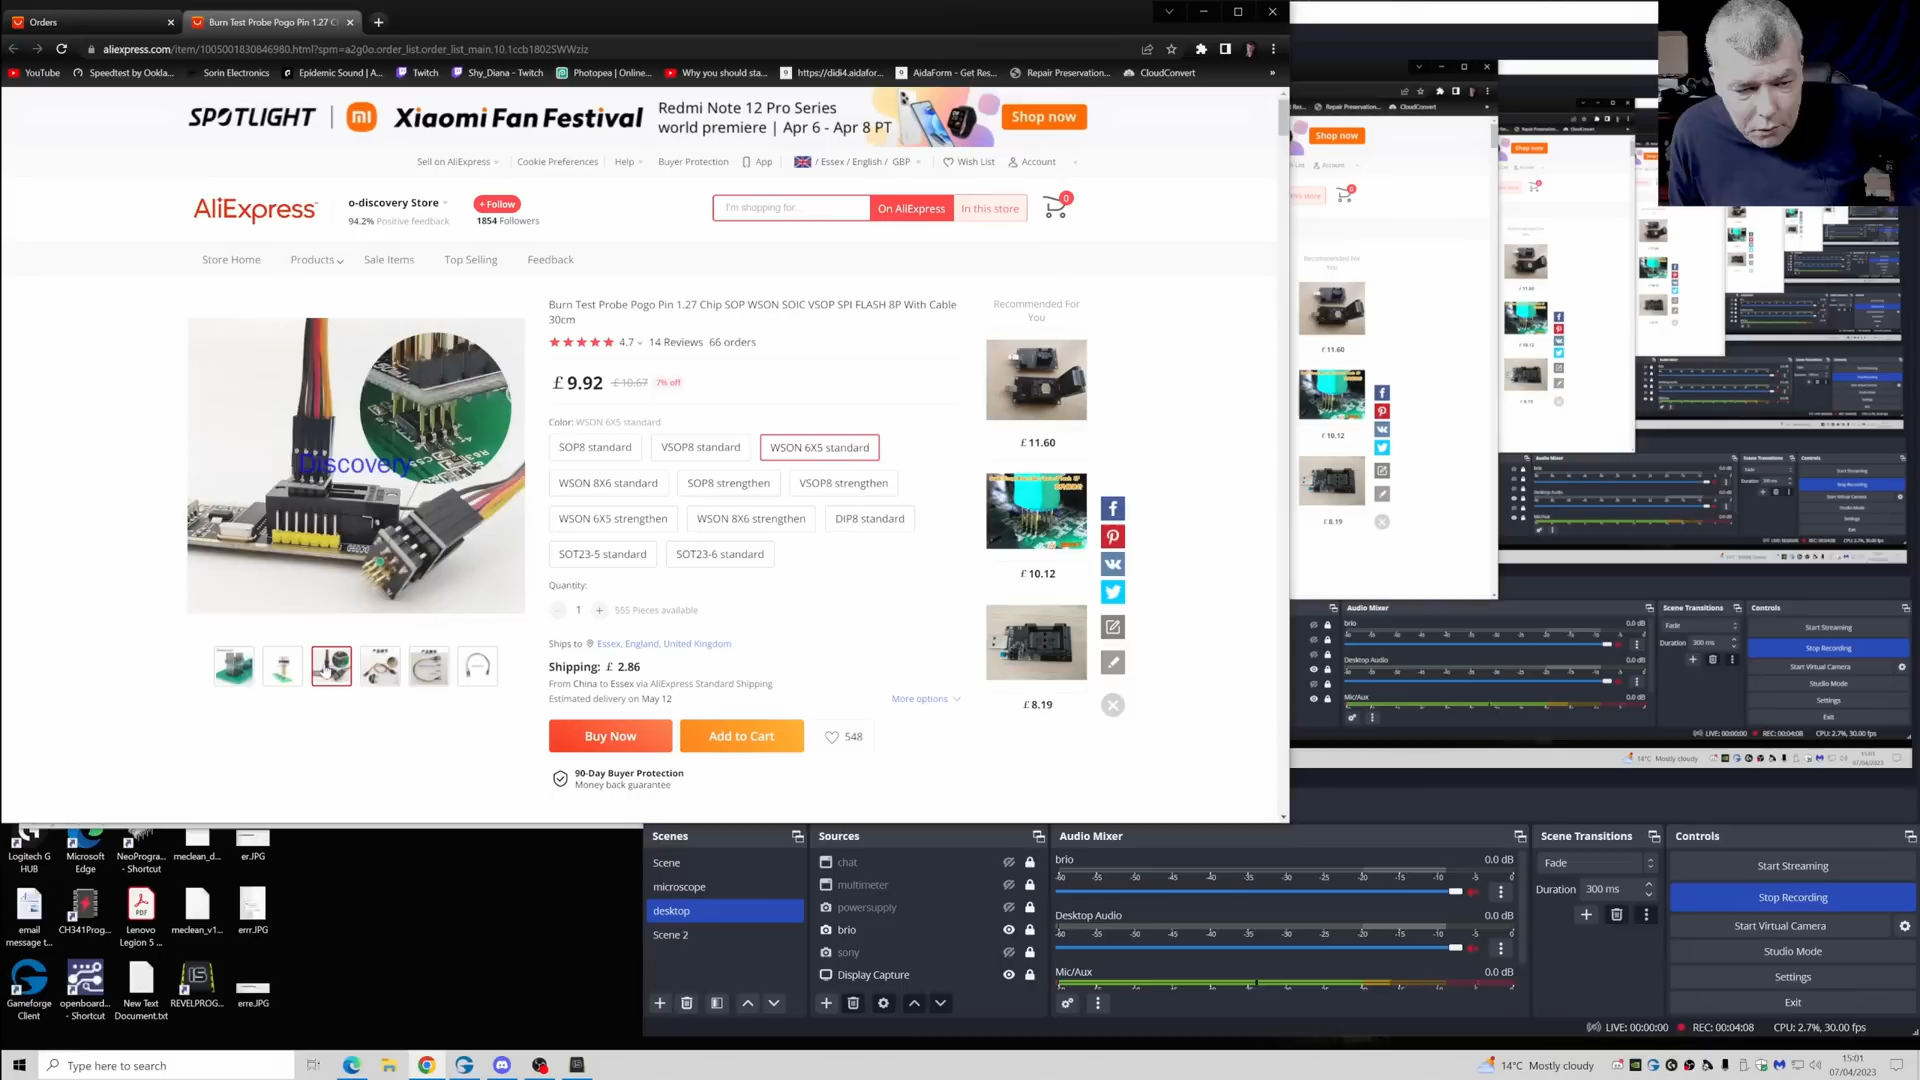 Orders
Burn Test Probe Pogo Pin 1.27 C
aliexpress.com/item/1005001830846980.html?spm=a2g0o.order_list.order_list_main.10.1ccb1802SWWziz
YouTube
Speedtest by Ookla...
Sorin Electronics
Epidemic Sound | A...
Twitch
Shy_Diana - Twitch
Photopea | Online...
Why you should sta...
https://didi4.aidafor...
AidaForm - Get Res...
Repair Preservation...
CloudConvert
SPOTLIGHT
Xiaomi Fan Festival
Redmi Note 12 Pro Series
world premiere | Apr 6 - Apr 8 PT
Shop now
Sell on AliExpress
Cookie Preferences
Help
Buyer Protection
App
/ Essex / English / GBP
Wish List
Account
AliExpress
o-discovery Store
94.2% Positive feedback
+ Follow
1854 Followers
I'm shopping for...
On AliExpress
In this store
0
Store Home
Products
Sale Items
Top Selling
Feedback
Discovery
Burn Test Probe Pogo Pin 1.27 Chip SOP WSON SOIC VSOP SPI FLASH 8P With Cable
30cm
4.7
14 Reviews
66 orders
£ 9.92
£ 10.67
7% off
Color: WSON 6X5 standard
SOP8 standard
VSOP8 standard
WSON 6X5 standard
WSON 8X6 standard
SOP8 strengthen
VSOP8 strengthen
WSON 6X5 strengthen
WSON 8X6 strengthen
DIP8 standard
SOT23-5 standard
SOT23-6 standard
Quantity:
1
555 Pieces available
Ships to
Essex, England, United Kingdom
Shipping: £ 2.86
From China to Essex via AliExpress Standard Shipping
Estimated delivery on May 12
More options
Buy Now
Add to Cart
548
90-Day Buyer Protection
Money back guarantee
Recommended For
You
£ 11.60
£ 10.12
£ 8.19
Logitech G
HUB
Microsoft
Edge
NeoProgra...
- Shortcut
meclean_d...
er.JPG
email
message t...
CH341Prog...
Lenovo
Legion 5 ...
meclean_v1...
errr.JPG
Gameforge
Client
openboard...
- Shortcut
New Text
Document.txt
REVELPROG...
erre.JPG
Scenes
Scene
microscope
desktop
Scene 2
Sources
chat
multimeter
powersupply
brio
sony
Display Capture
Audio Mixer
brio
0.0 dB
Desktop Audio
0.0 dB
Mic/Aux
0.0 dB
Scene Transitions
Fade
Duration
300 ms
Controls
Start Streaming
Stop Recording
Start Virtual Camera
Studio Mode
Settings
Exit
LIVE: 00:00:00
REC: 00:04:08
CPU: 2.7%, 30.00 fps
Type here to search
14°C Mostly cloudy
15:01
07/04/2023